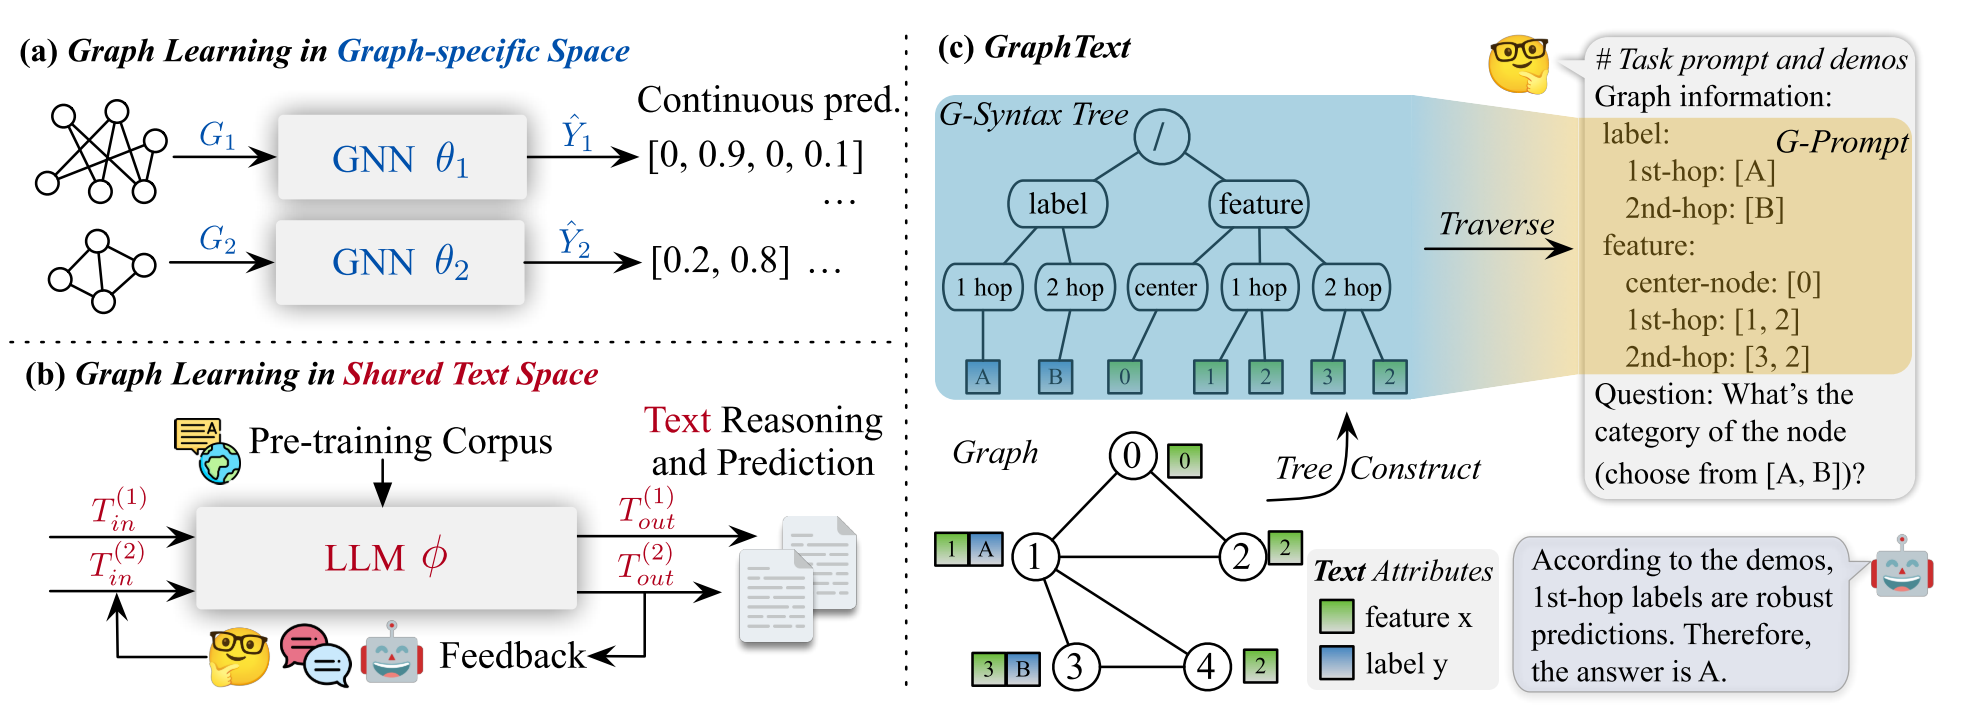 (a) Graph Learning in Graph-specific Space
G₁
GNN θ₁
Ŷ₁
Continuous pred.
[0, 0.9, 0, 0.1]
...
G₂
GNN θ₂
Ŷ₂
[0.2, 0.8] ...
(b) Graph Learning in Shared Text Space
A
Pre-training Corpus
Text Reasoning
and Prediction
T_in^(1)
T_in^(2)
LLM ϕ
T_out^(1)
T_out^(2)
Feedback
(c) GraphText
G-Syntax Tree
/
label
feature
1 hop
2 hop
center
1 hop
2 hop
A
B
0
1
2
3
2
Traverse
# Task prompt and demos
Graph information:
G-Prompt
label:
1st-hop: [A]
2nd-hop: [B]
feature:
center-node: [0]
1st-hop: [1, 2]
2nd-hop: [3, 2]
Question: What's the
category of the node
(choose from [A, B])?
Graph
Tree Construct
0
0
1 A
1
2
2
3 B
3
4
2
Text Attributes
feature x
label y
According to the demos,
1st-hop labels are robust
predictions. Therefore,
the answer is A.